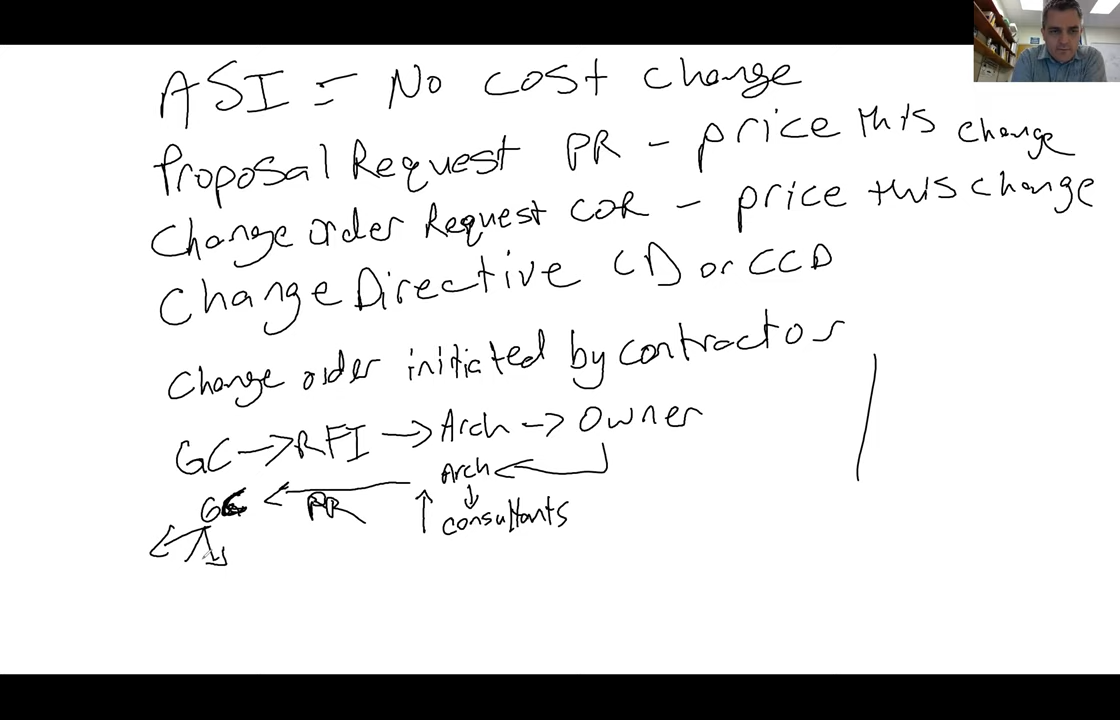 ASI = No cost change
Proposal Request PR - price this change
Change order Request COR - price this change
Change Directive CD or CCD
Change order initiated by contractor
GC -> RFI -> Arch -> Owner
Arch
GC PR
consultants